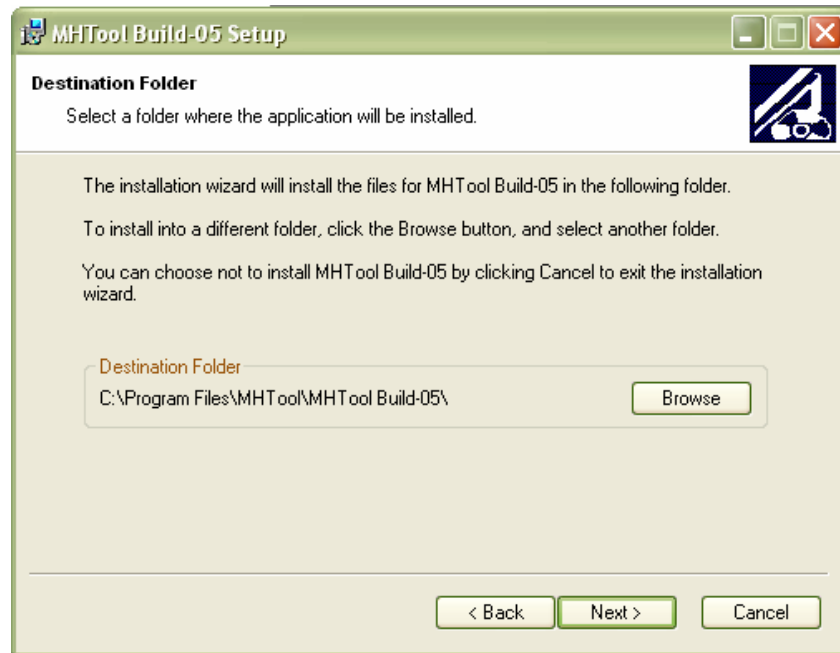 MHTool Build-05 Setup
Destination Folder
Select a folder where the application will be installed.
The installation wizard will install the files for MHTool Build-05 in the following folder.
To install into a different folder, click the Browse button, and select another folder.
You can choose not to install MHTool Build-05 by clicking Cancel to exit the installation
wizard.
Destination Folder
C:\Program Files\MHTool\MHTool Build-05\
Browse
< Back
Next >
Cancel